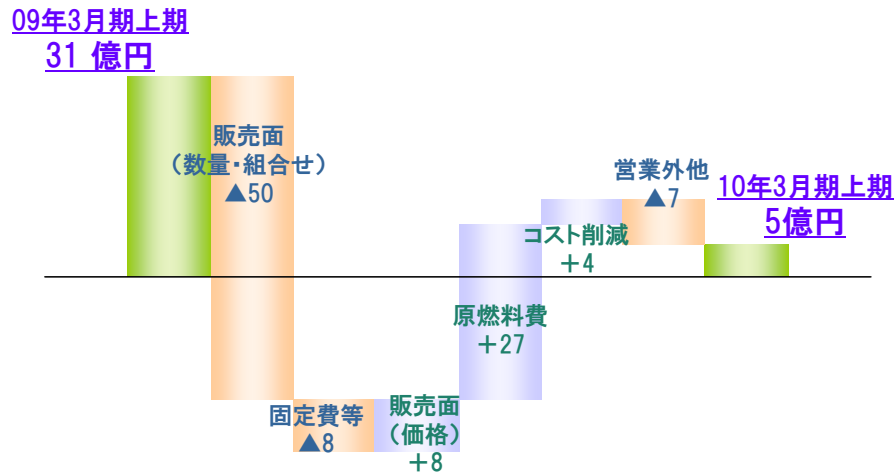 09年3月期上期
31 億円
販売面
(数量・組合せ)
▲50
固定費等
▲8
販売面
(価格)
+8
原燃料費
+27
コスト削減
+4
営業外他
▲7
10年3月期上期
5億円